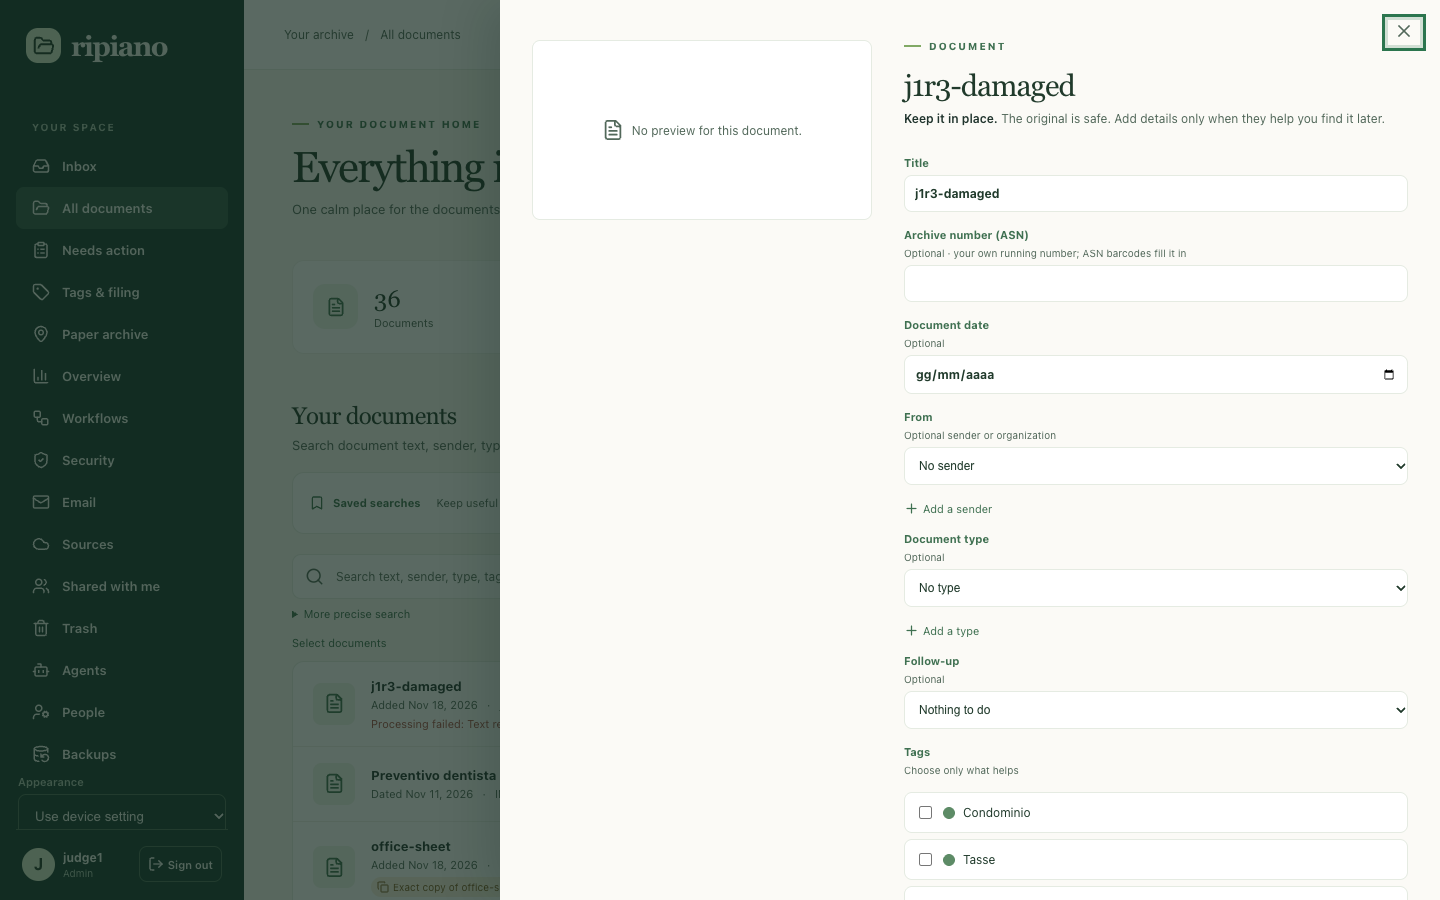 ripiano
YOUR SPACE
Inbox
All documents
Needs action
Tags & filing
Paper archive
Overview
Workflows
Security
Email
Sources
Shared with me
Trash
Agents
People
Backups
Appearance
Use device setting
J
judge1
Admin
Sign out
Your archive / All documents
YOUR DOCUMENT HOME
Everything i
One calm place for the documents
36
Documents
Your documents
Search document text, sender, typ
Saved searches Keep useful
Search text, sender, type, tag
More precise search
Select documents
j1r3-damaged
Added Nov 18, 2026 ·
Processing failed: Text re
Preventivo dentista
Dated Nov 11, 2026 ·
office-sheet
Added Nov 18, 2026 ·
Exact copy of office-s
No preview for this document.
DOCUMENT
j1r3-damaged
Keep it in place. The original is safe. Add details only when they help you find it later.
Title
j1r3-damaged
Archive number (ASN)
Optional · your own running number; ASN barcodes fill it in
Document date
Optional
gg/mm/aaaa
From
Optional sender or organization
No sender
Add a sender
Document type
Optional
No type
Add a type
Follow-up
Optional
Nothing to do
Tags
Choose only what helps
Condominio
Tasse